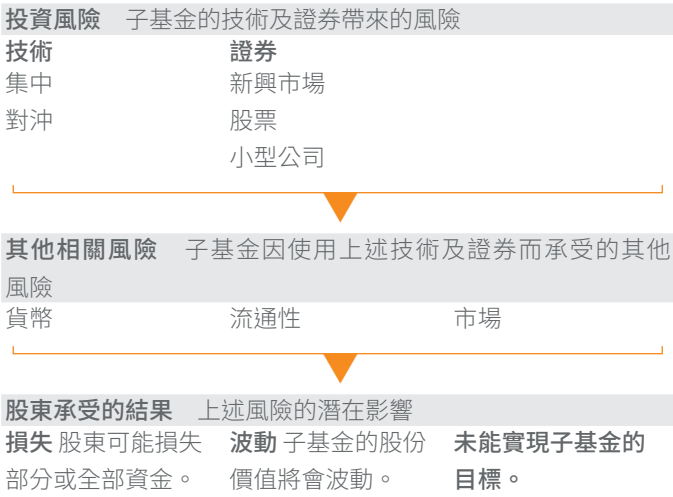 投資風險 子基金的技術及證券帶來的風險
技術 證券
集中 新興市場
對沖 股票
小型公司
其他相關風險 子基金因使用上述技術及證券而承受的其他
風險
貨幣 流通性 市場
股東承受的結果 上述風險的潛在影響
損失 股東可能損失 波動 子基金的股份 未能實現子基金的
部分或全部資金。 價值將會波動。 目標。